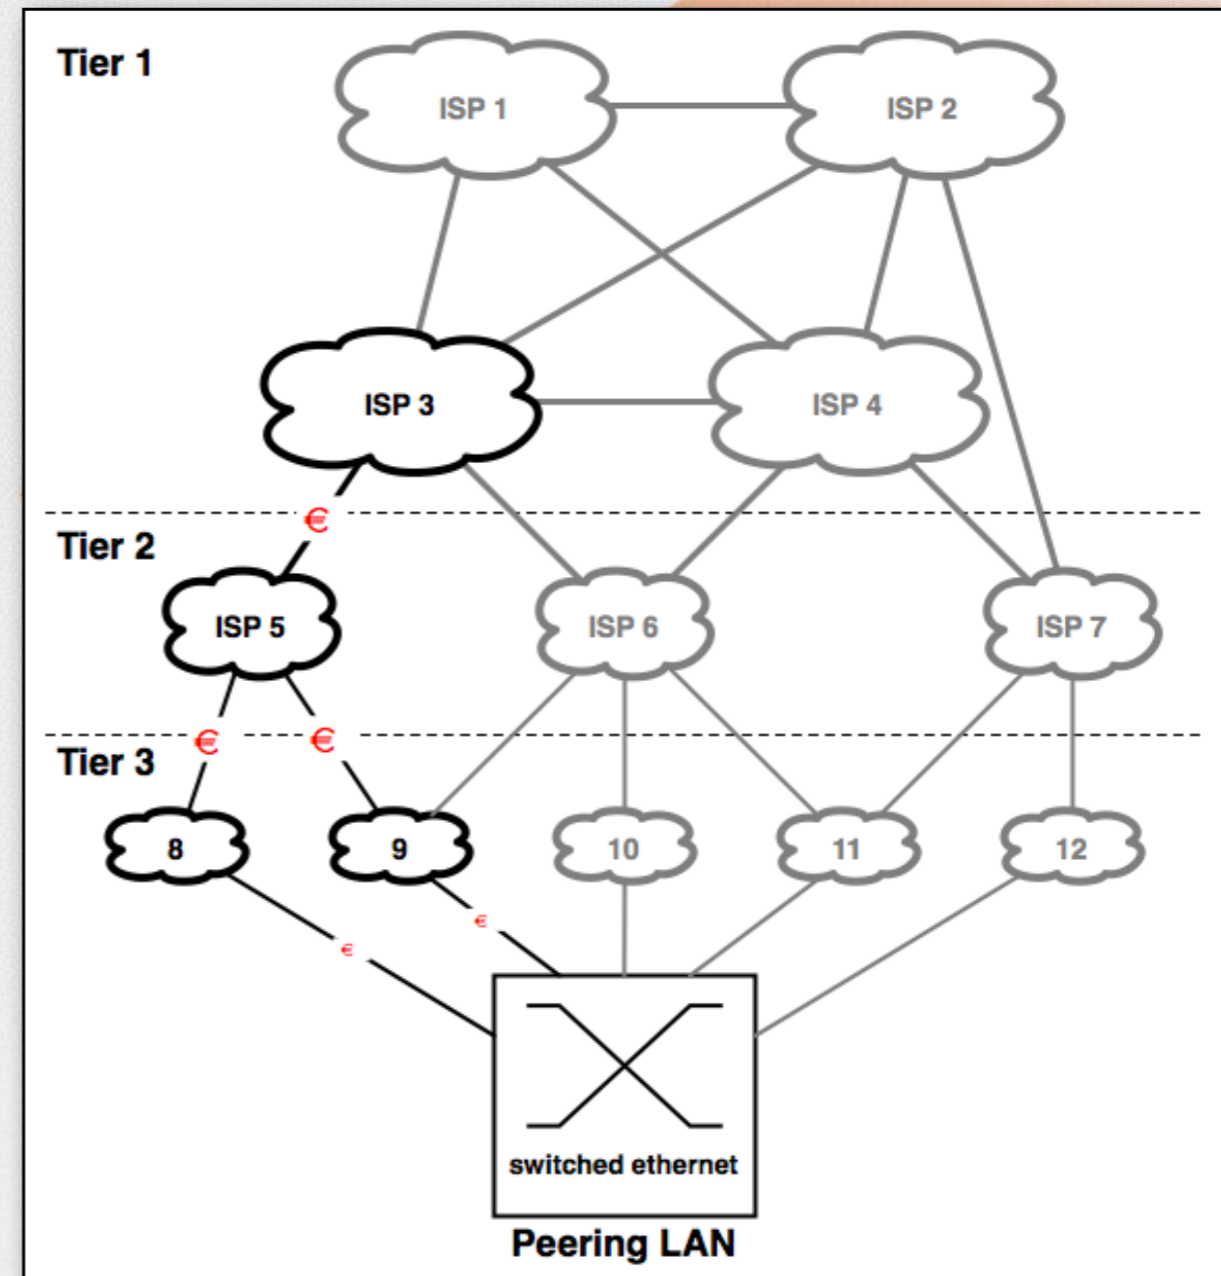 Tier 1
ISP 1
ISP 2
ISP 3
ISP 4
€
Tier 2
ISP 5
ISP 6
ISP 7
€
€
Tier 3
8
9
10
11
12
€
€
switched ethernet
Peering LAN